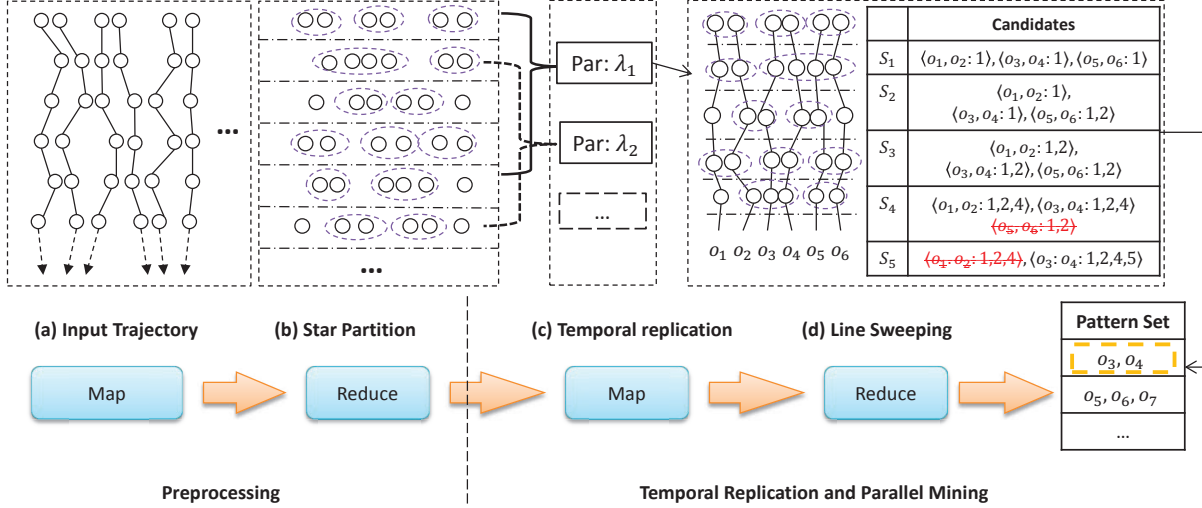 ...
...
Par: λ1
Par: λ2
...
o1 o2 o3 o4 o5 o6
Candidates
S1 ⟨o1, o2: 1⟩,⟨o3, o4: 1⟩,⟨o5, o6: 1⟩
S2 ⟨o1, o2: 1⟩,
⟨o3, o4: 1⟩, ⟨o5, o6: 1,2⟩
S3 ⟨o1, o2: 1,2⟩,
⟨o3, o4: 1,2⟩,⟨o5, o6: 1,2⟩
S4 ⟨o1, o2: 1,2,4⟩,⟨o3, o4: 1,2,4⟩
⟨o5, o6: 1,2⟩
S5 ⟨o1. o2: 1,2,4⟩,⟨o3: o4: 1,2,4,5⟩
(a) Input Trajectory
(b) Star Partition
(c) Temporal replication
(d) Line Sweeping
Map
Reduce
Map
Reduce
Pattern Set
o3, o4
o5, o6, o7
...
Preprocessing
Temporal Replication and Parallel Mining